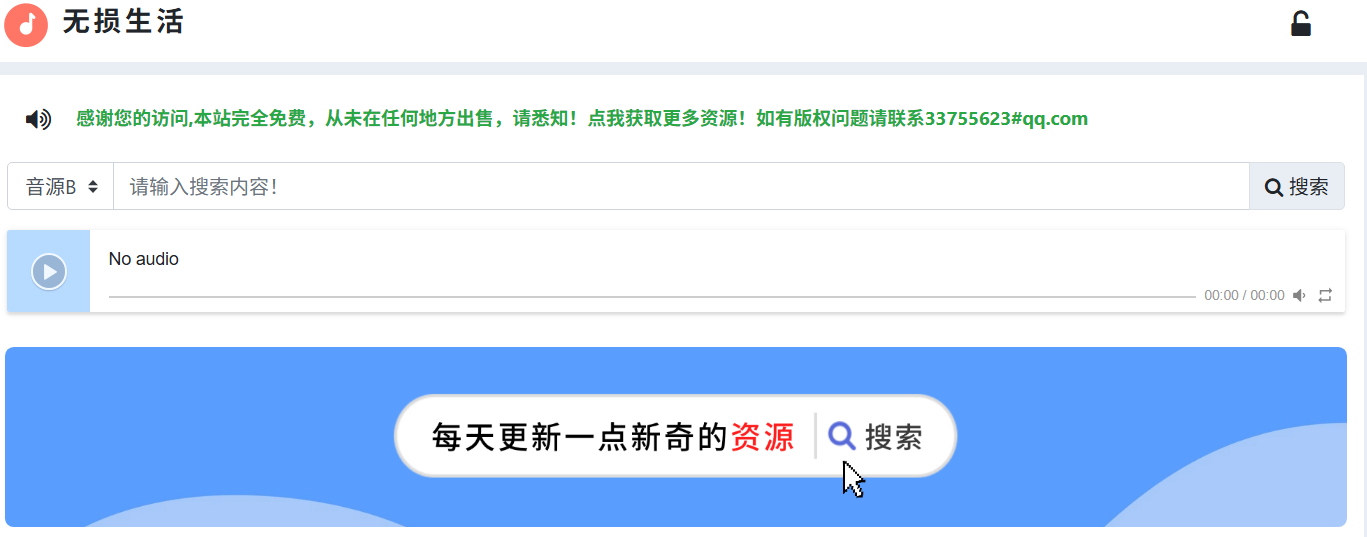 无损生活
感谢您的访问,本站完全免费，从未在任何地方出售，请悉知！点我获取更多资源！如有版权问题请联系33755623#qq.com
音源B 请输入搜索内容！ 搜索
No audio
00:00 / 00:00
每天更新一点新奇的资源 搜索